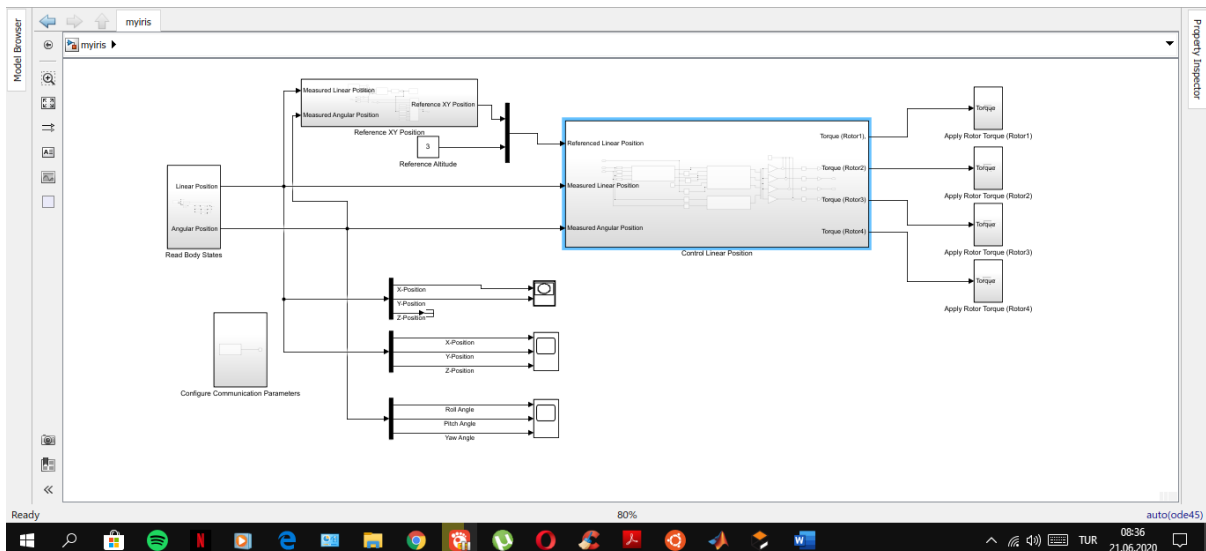 Model Browser
myiris
myiris
Property Inspector
Measured Linear Position
Reference XY Position
Measured Angular Position
Reference XY Position
3
Reference Altitude
Linear Position
Angular Position
Read Body States
Referenced Linear Position
Measured Linear Position
Measured Angular Position
Torque (Rotor1),
Torque (Rotor2)
Torque (Rotor3)
Torque (Rotor4)
Control Linear Position
Torque
Apply Rotor Torque (Rotor1)
Torque
Apply Rotor Torque (Rotor2)
Torque
Apply Rotor Torque (Rotor3)
Torque
Apply Rotor Torque (Rotor4)
X-Position
Y-Position
Z-Position
X-Position
Y-Position
Z-Position
Configure Communication Parameters
Roll Angle
Pitch Angle
Yaw Angle
Ready
80%
auto(ode45)
TUR
08:36
21.06.2020